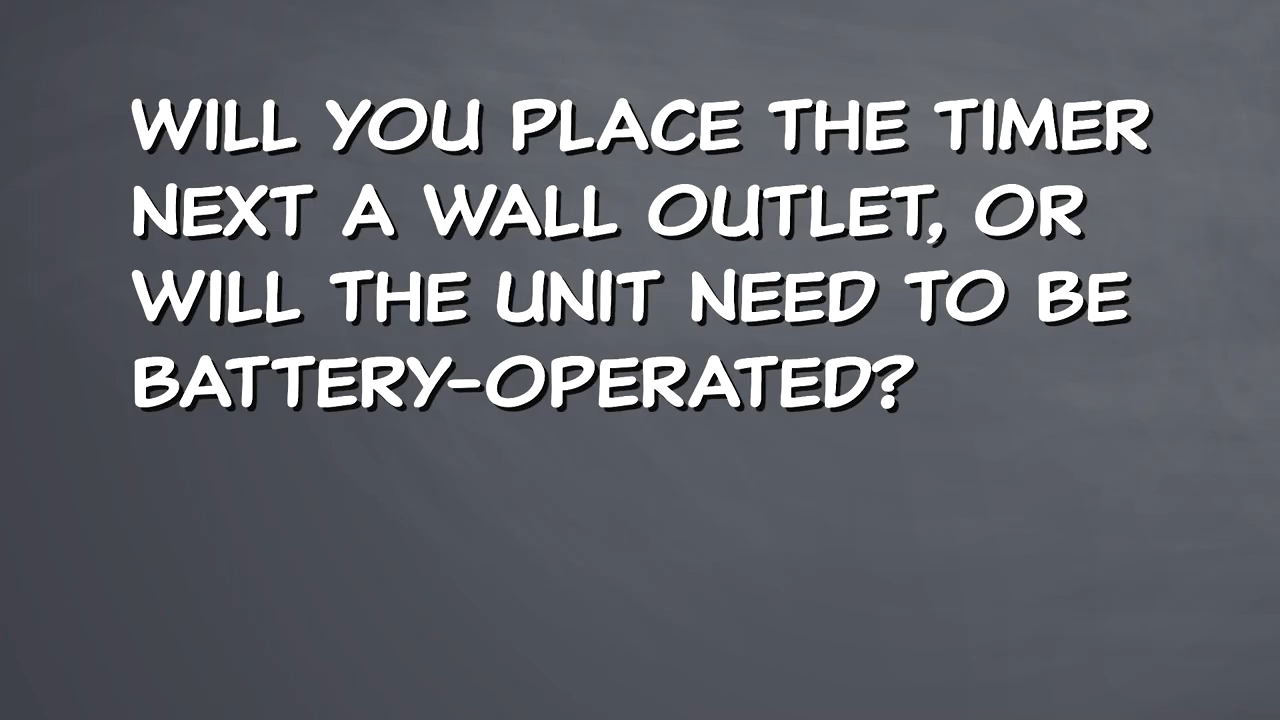 WILL YOU PLACE THE TIMER
NEXT A WALL OUTLET, OR
WILL THE UNIT NEED TO BE
BATTERY-OPERATED?